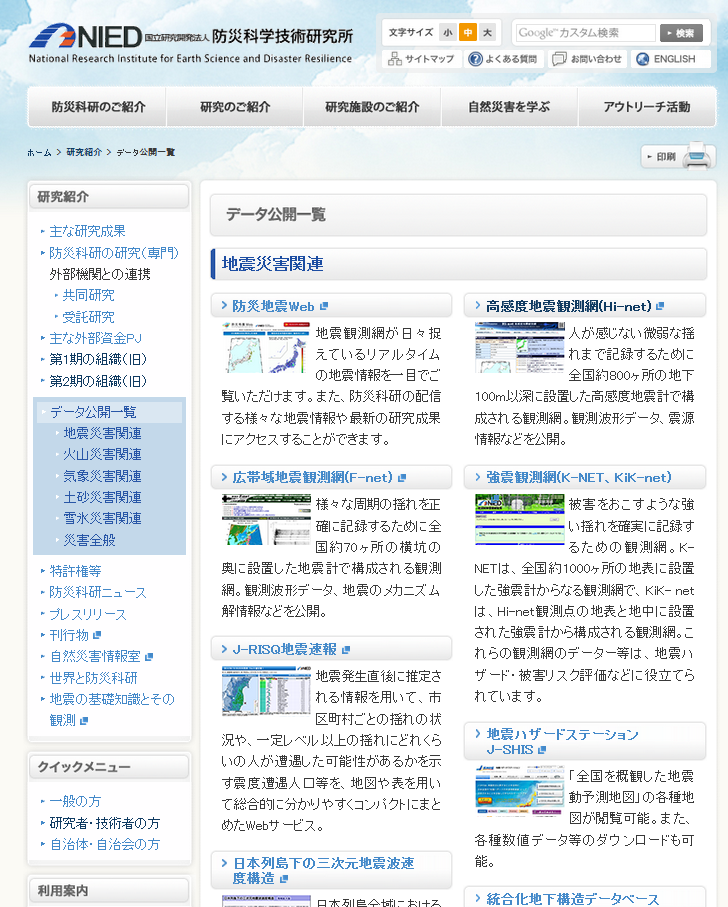 NIED 国立研究開発法人 防災科学技術研究所
National Research Institute for Earth Science and Disaster Resilience
文字サイズ 小 中 大
Google™ カスタム検索 検索
サイトマップ よくある質問 お問い合わせ ENGLISH
防災科研のご紹介 研究のご紹介 研究施設のご紹介 自然災害を学ぶ アウトリーチ活動
ホーム > 研究紹介 > データ公開一覧
印刷
研究紹介
主な研究成果
防災科研の研究(専門)
外部機関との連携
共同研究
受託研究
主な外部資金PJ
第1期の組織(旧)
第2期の組織(旧)
データ公開一覧
地震災害関連
火山災害関連
気象災害関連
土砂災害関連
雪氷災害関連
災害全般
特許権等
防災科研ニュース
プレスリリース
刊行物
自然災害情報室
世界と防災科研
地震の基礎知識とその
観測
クイックメニュー
一般の方
研究者・技術者の方
自治体・自治会の方
利用案内
データ公開一覧
地震災害関連
防災地震Web
地震観測網が日々捉
えているリアルタイム
の地震情報を一目でご
覧いただけます。また、防災科研の配信
する様々な地震情報や最新の研究成果
にアクセスすることができます。
高感度地震観測網(Hi-net)
人が感じない微弱な揺
れまで記録するために
全国約800ヶ所の地下
100m以深に設置した高感度地震計で構
成される観測網。観測波形データ、震源
情報などを公開。
広帯域地震観測網(F-net)
様々な周期の揺れを正
確に記録するために全
国約70ヶ所の横坑の
奥に設置した地震計で構成される観測
網。観測波形データ、地震のメカニズム
解情報などを公開。
強震観測網(K-NET、KiK-net)
被害をおこすような強
い揺れを確実に記録す
るための観測網。K-
NETは、全国約1000ヶ所の地表に設置
した強震計からなる観測網で、KiK- net
は、Hi-net観測点の地表と地中に設置
された強震計から構成される観測網。こ
れらの観測網のデーター等は、地震ハ
ザード・被害リスク評価などに役立てら
れています。
J-RISQ地震速報
地震発生直後に推定さ
れる情報を用いて、市
区町村ごとの揺れの状
況や、一定レベル以上の揺れにどれくら
いの人が遭遇した可能性があるかを示
す震度遭遇人口等を、地図や表を用い
て総合的に分かりやすくコンパクトにまと
めたWebサービス。
地震ハザードステーション
J-SHIS
「全国を概観した地震
動予測地図」の各種地
図が閲覧可能。また、
各種数値データ等のダウンロードも可
能。
日本列島下の三次元地震波速
度構造
日本列島全域における
統合化地下構造データベース